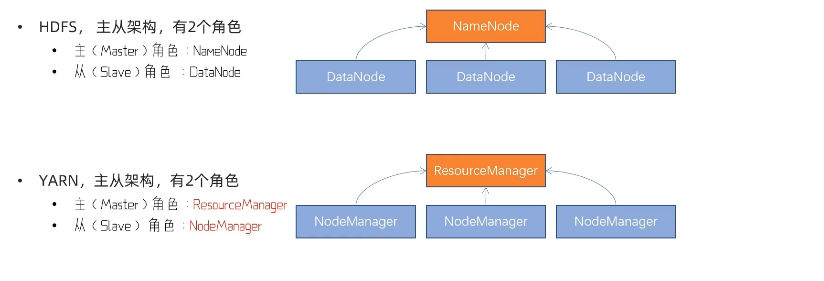 • HDFS，主从架构，有2个角色
• 主（Master）角色：NameNode
• 从（Slave）角色：DataNode
NameNode
DataNode DataNode DataNode
• YARN，主从架构，有2个角色
• 主（Master）角色：ResourceManager
• 从（Slave）角色：NodeManager
ResourceManager
NodeManager NodeManager NodeManager